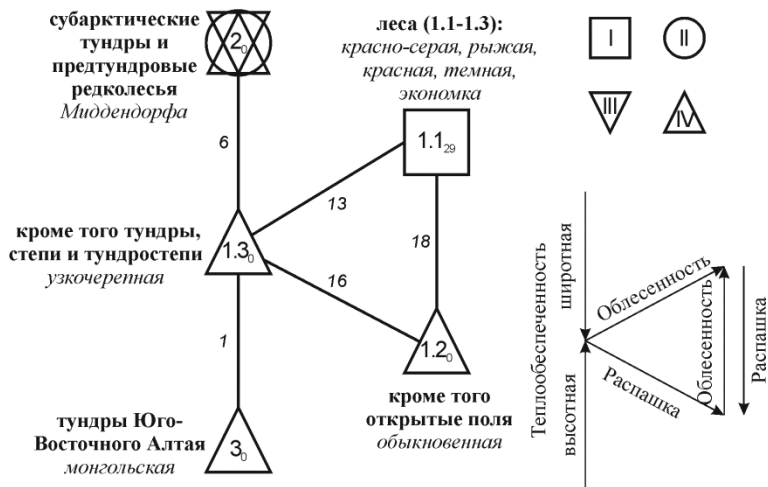 субарктические
тундры и
предтундровые
редколесья
Миддендорфа
2₀
леса (1.1-1.3):
красно-серая, рыжая,
красная, темная,
экономка
1.1₂₉
I
II
III
IV
6
13
18
16
1
кроме того тундры,
степи и тундростепи
узкочерепная
1.3₀
1.2₀
кроме того
открытые поля
обыкновенная
тундры Юго-
Восточного Алтая
монгольская
3₀
Теплообеспеченность
широтная
высотная
Облесенность
Распашка
Облесенность
Распашка